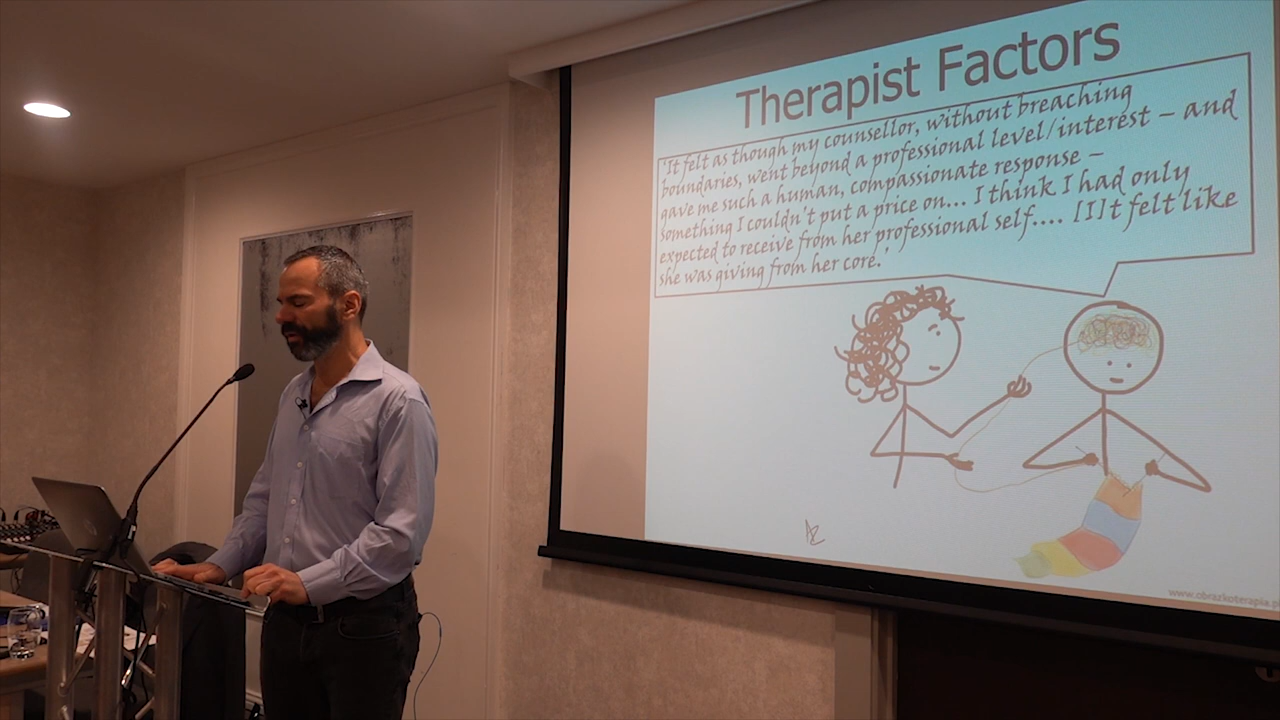 Therapist Factors
'It felt as though my counsellor, without breaching
boundaries, went beyond a professional level/interest – and
gave me such a human, compassionate response –
something I couldn't put a price on... I think I had only
expected to receive from her professional self.... [I]t felt like
she was giving from her core.'
AZ
www.obrazkoterapia.p